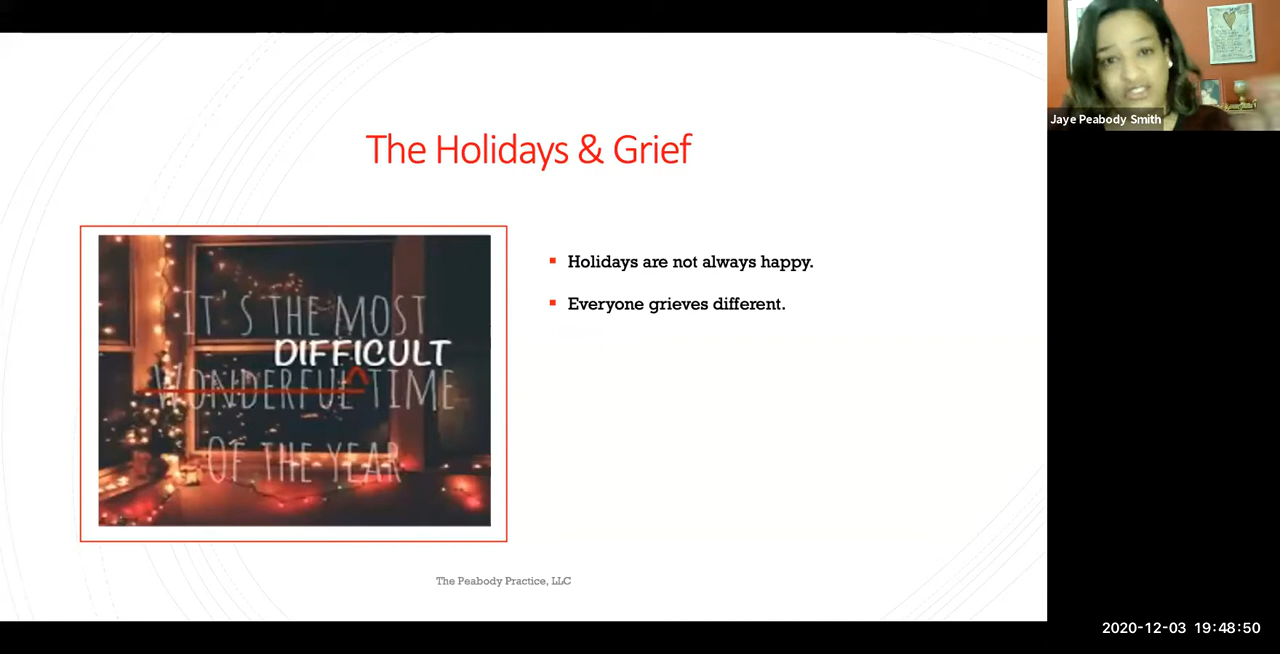 Jaye Peabody Smith
The Holidays & Grief
IT'S THE MOST
DIFFICULT
WONDERFUL ^ TIME
OF THE YEAR
Holidays are not always happy.
Everyone grieves different.
The Peabody Practice, LLC
2020-12-03 19:48:50